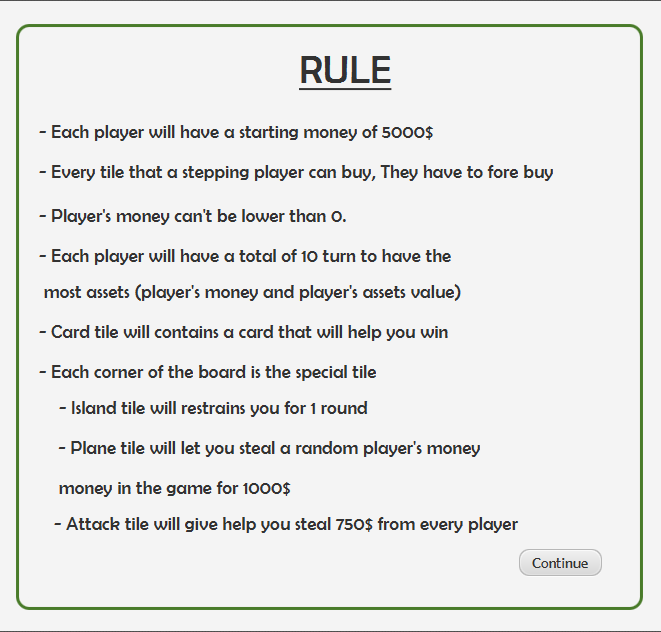 RULE
- Each player will have a starting money of 5000$
- Every tile that a stepping player can buy, They have to fore buy
- Player's money can't be lower than 0.
- Each player will have a total of 10 turn to have the
most assets (player's money and player's assets value)
- Card tile will contains a card that will help you win
- Each corner of the board is the special tile
- Island tile will restrains you for 1 round
- Plane tile will let you steal a random player's money
money in the game for 1000$
- Attack tile will give help you steal 750$ from every player
Continue